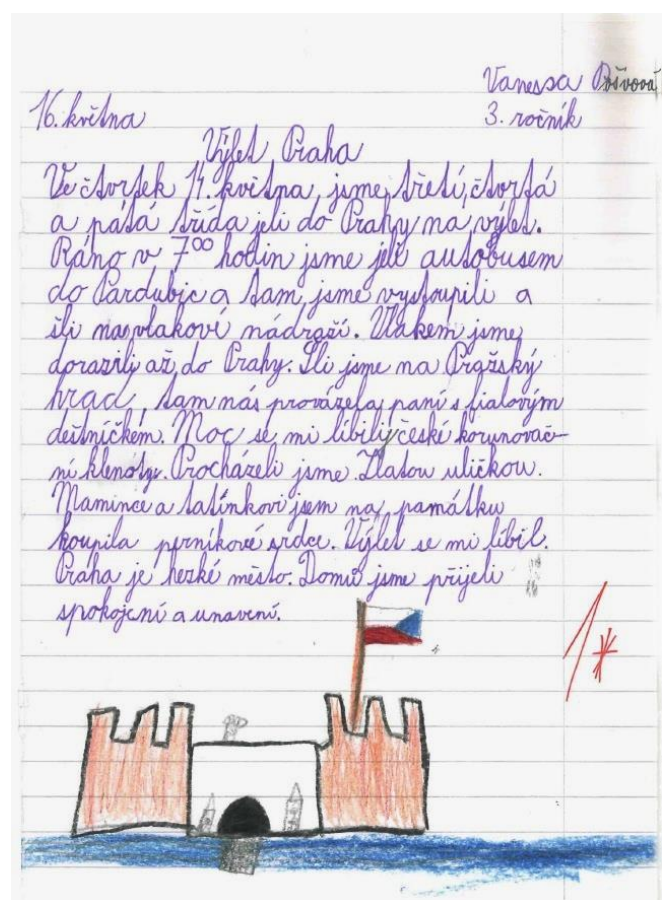 Vanessa Pošvová
16. května
3. ročník
Výlet Praha
Ve čtvrtek 14. května, jsme třetí, čtvrtá
a pátá třída jeli do Prahy na výlet.
Ráno v 7⁰⁰ hodin jsme jeli autobusem
do Pardubic a tam jsme vystoupili a
šli na vlakové nádraží. Vlakem jsme
dorazili až do Prahy. Šli jsme na Pražský
hrad, tam nás provázela paní s fialovým
deštníčkem. Moc se mi líbily české korunovač-
ní klenoty. Procházeli jsme Zlatou uličkou.
Mamince a tatínkovi jsem na památku
koupila perníkové srdce. Výlet se mi líbil.
Praha je hezké město. Domů jsme přijeli
spokojení a unavení.
1*